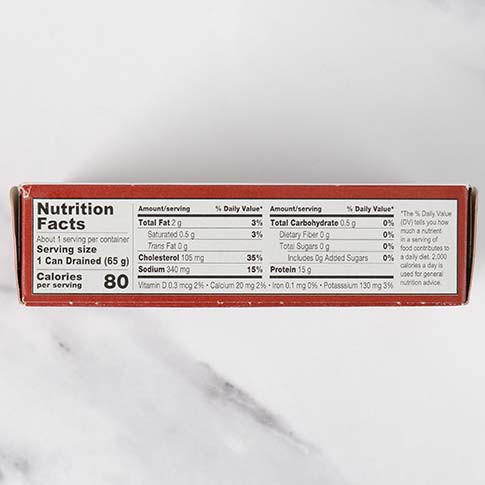 Nutrition
Facts
About 1 serving per container
Serving size
1 Can Drained (65 g)
Calories
per serving 80
Amount/serving % Daily Value*
Total Fat 2 g 3%
Saturated 0.5 g 3%
Trans Fat 0 g
Cholesterol 105 mg 35%
Sodium 340 mg 15%
Amount/serving % Daily Value*
Total Carbohydrate 0.5 g 0%
Dietary Fiber 0 g 0%
Total Sugars 0 g 0%
Includes 0g Added Sugars 0%
Protein 15 g
Vitamin D 0.3 mcg 2% • Calcium 20 mg 2% • Iron 0.1 mg 0% • Potasssium 130 mg 3%
*The % Daily Value
(DV) tells you how
much a nutrient
in a serving of
food contributes to
a daily diet. 2,000
calories a day is
used for general
nutrition advice.